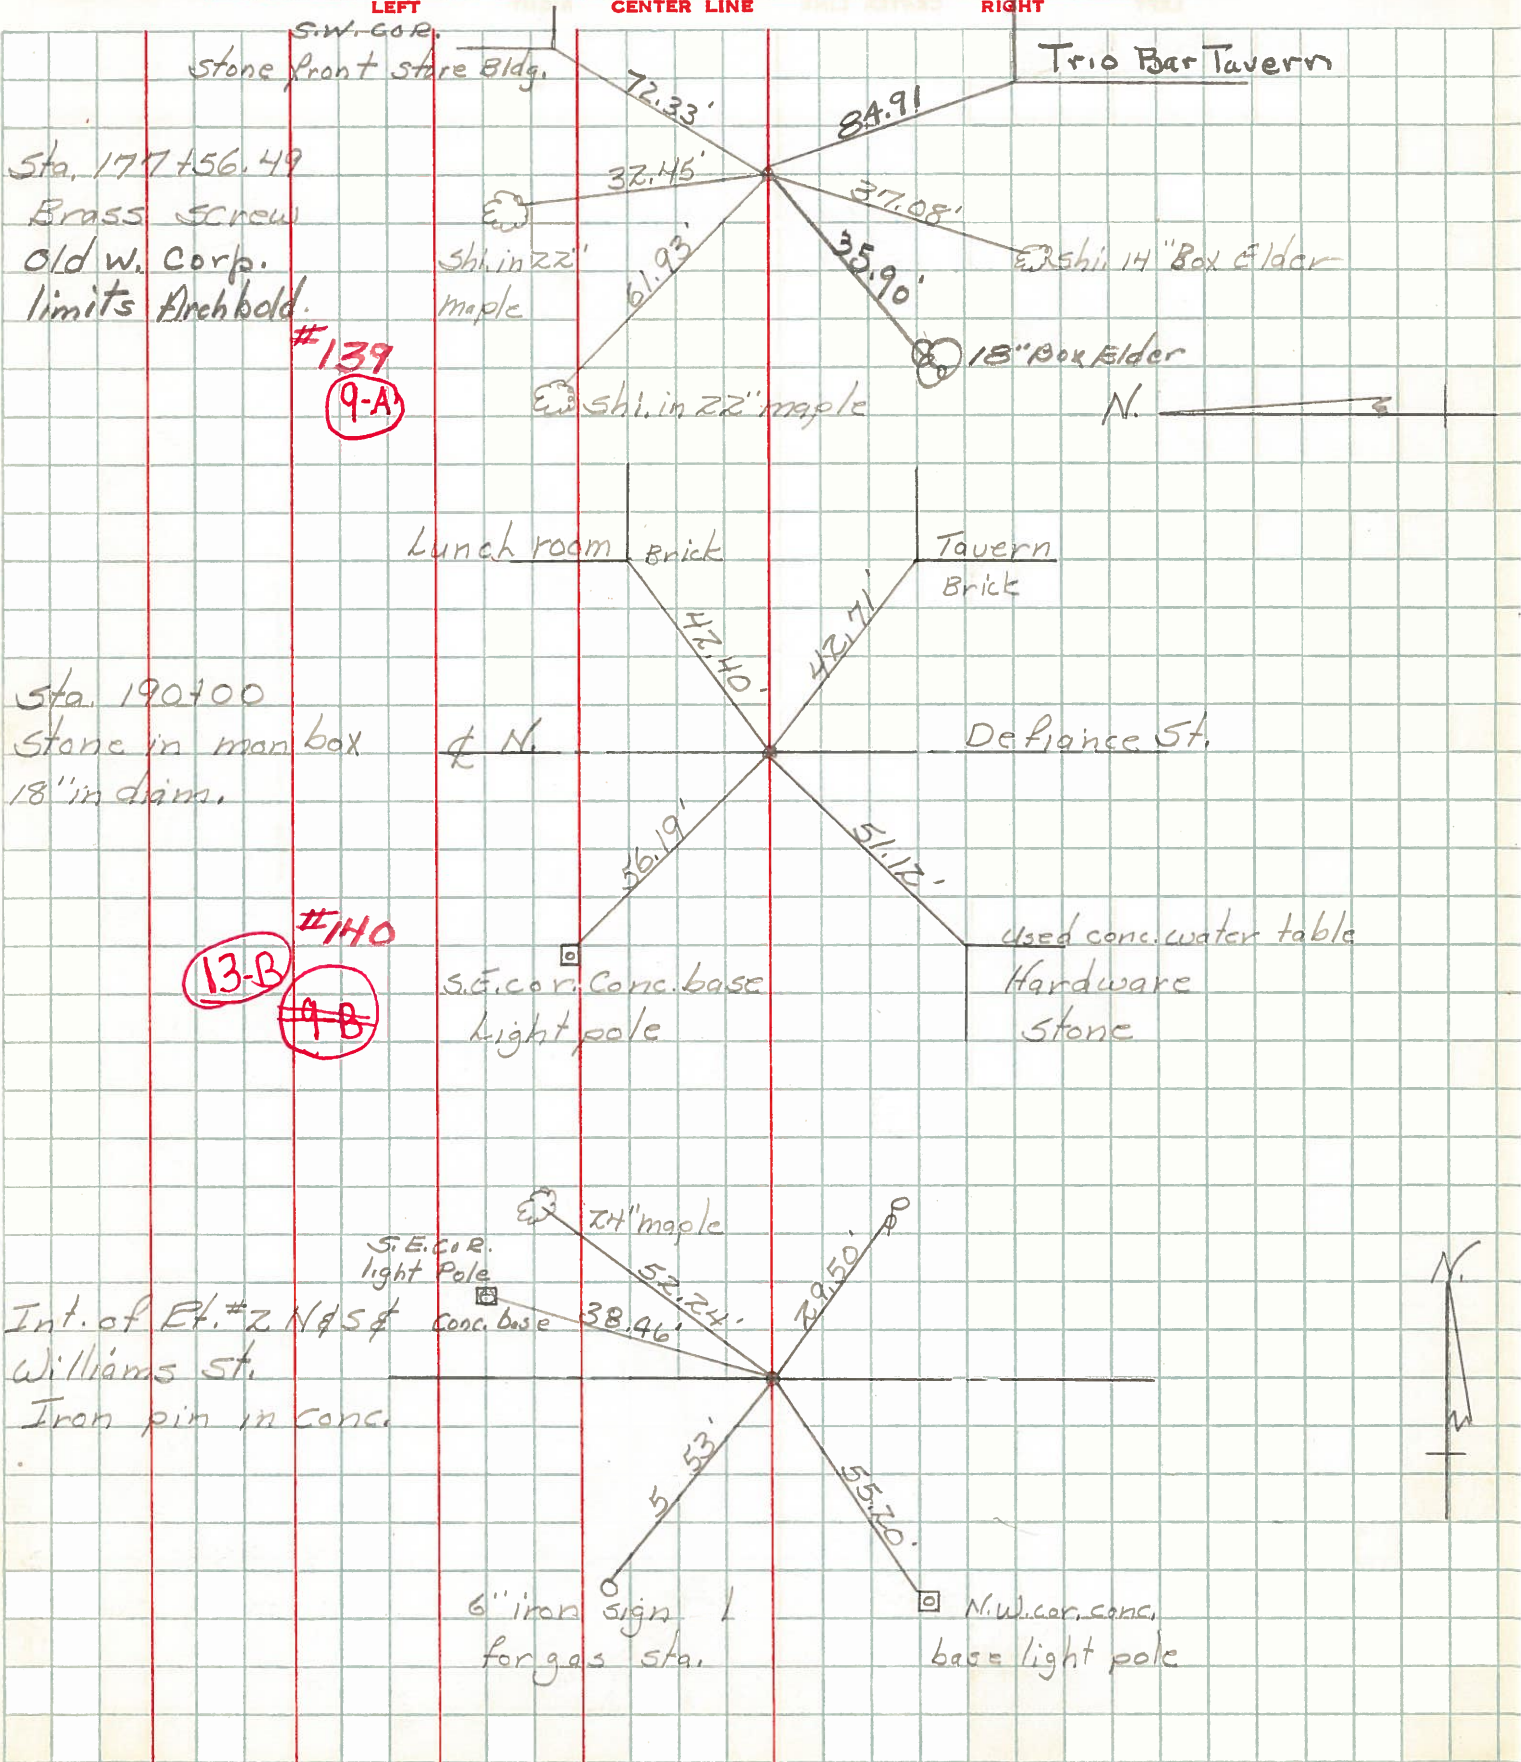 LEFT CENTER LINE RIGHT
S.W. COR.
Stone front store Bldg.
Trio Bar Tavern
72.33'
84.91
Sta. 177+56.49
Brass Screw
Old W. Corp.
limits Archbold.
32.45'
37.08'
Shi. in 22"
maple
61.93'
35.90'
Shi. 14" Box Elder
#139
9-A
18" Box Elder
Shi. in 22" maple
N.
Lunch room Brick
Tavern
Brick
42.40'
42.71'
Sta. 190+00
Stone in mon box
18" in diam.
℄ N.
Defiance St.
56.19'
51.12'
#140
13-B
9 B
S.E. cor. Conc. base
Light pole
Used conc. water table
Hardware
Stone
24" maple
S.E. COR.
light Pole
Conc. base
52.24'
38.46'
29.50'
N.
Int. of #2 N & S ℄
Williams St.
Iron pin in conc.
5 53'
55.20'
6" iron sign
for gas sta.
N.W. cor. conc.
base light pole